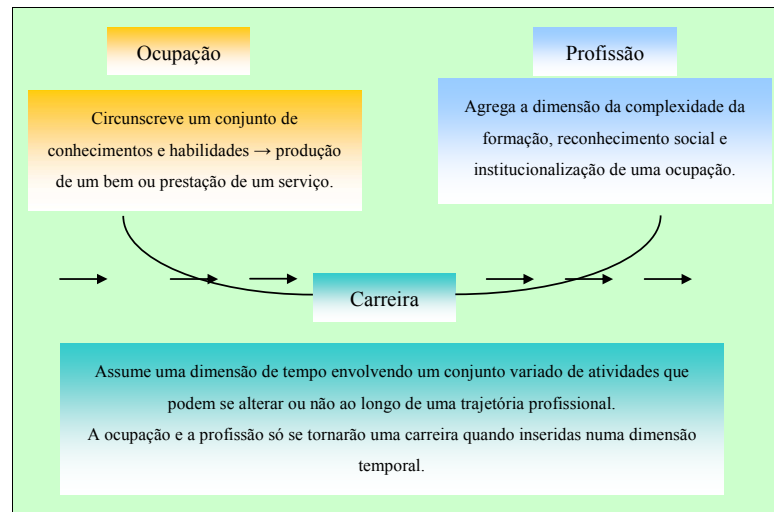 Ocupação
Circunscreve um conjunto de
conhecimentos e habilidades → produção
de um bem ou prestação de um serviço.
Profissão
Agrega a dimensão da complexidade da
formação, reconhecimento social e
institucionalização de uma ocupação.
Carreira
Assume uma dimensão de tempo envolvendo um conjunto variado de atividades que
podem se alterar ou não ao longo de uma trajetória profissional.
A ocupação e a profissão só se tornarão uma carreira quando inseridas numa dimensão
temporal.